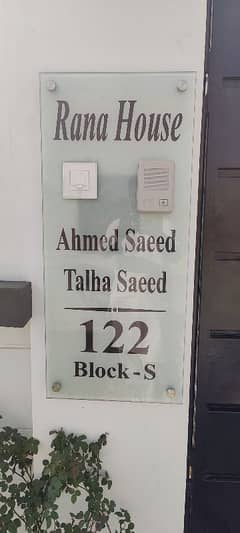 Rana House
Ahmed Saeed
Talha Saeed
122
Block - S